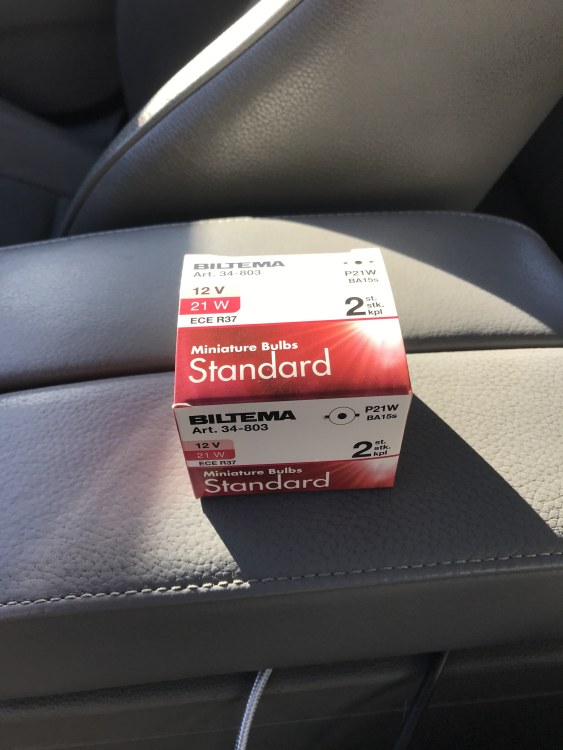 BILTEMA
Art. 34-803
12 V
21 W
ECE R37
P21W
BA15s
2 st.
stk.
kpl
Miniature Bulbs
Standard
BILTEMA
Art. 34-803
12 V
21 W
ECE R37
P21W
BA15s
2 st.
stk.
kpl
Miniature Bulbs
Standard